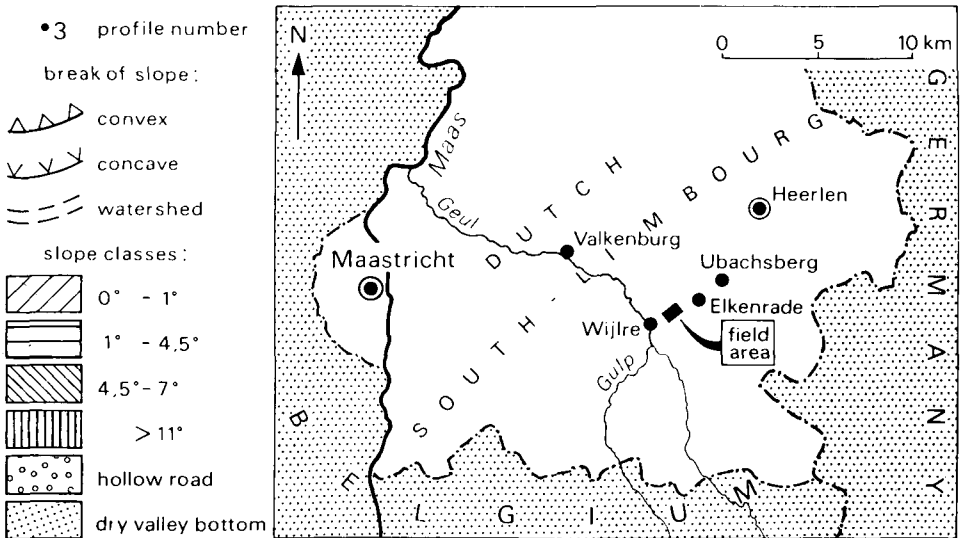 •3 profile number
break of slope:
convex
concave
watershed
slope classes:
0° - 1°
1° - 4,5°
4,5° - 7°
> 11°
hollow road
dry valley bottom
N
0 5 10 km
Maas
Geul
Gulp
Maastricht
Valkenburg
Heerlen
Ubachsberg
Elkenrade
Wijlre
field
area
SOUTH-LIMBOURG
DUTCH
BELGIUM
GERMANY